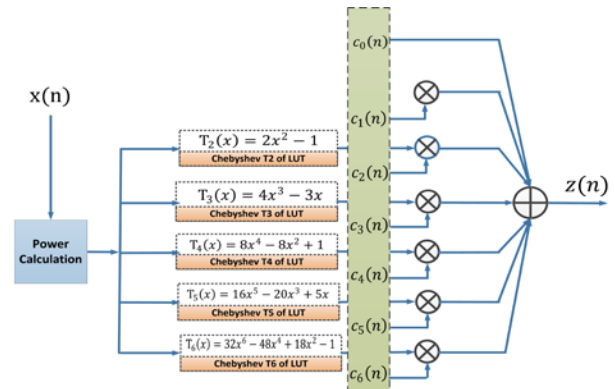 x(n)
Power
Calculation
T₂(x) = 2x² − 1
Chebyshev T2 of LUT
T₃(x) = 4x³ − 3x
Chebyshev T3 of LUT
T₄(x) = 8x⁴ − 8x² + 1
Chebyshev T4 of LUT
T₅(x) = 16x⁵ − 20x³ + 5x
Chebyshev T5 of LUT
T₆(x) = 32x⁶ − 48x⁴ + 18x² − 1
Chebyshev T6 of LUT
c₀(n)
c₁(n)
c₂(n)
c₃(n)
c₄(n)
c₅(n)
c₆(n)
z(n)